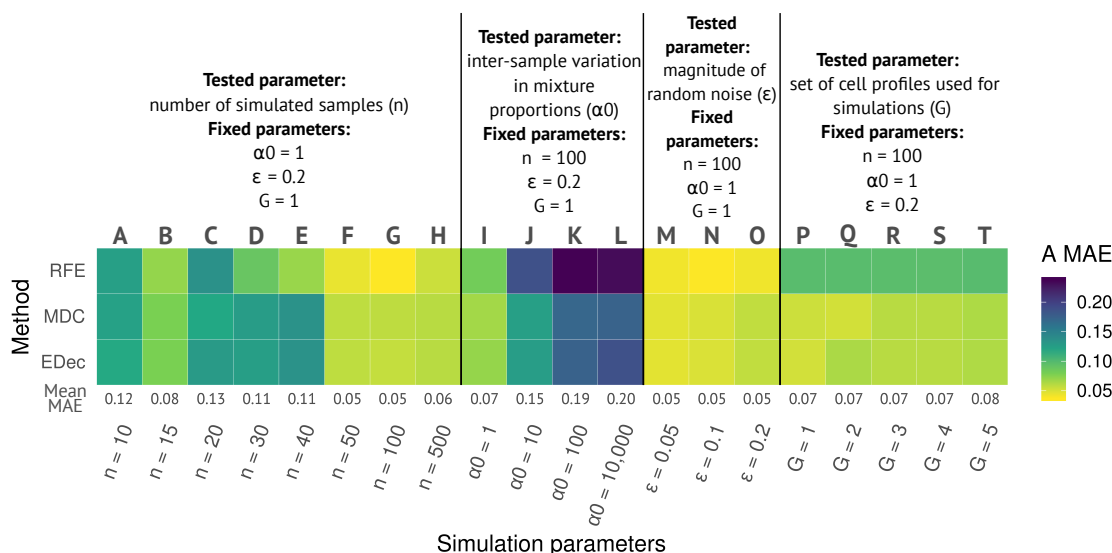 Tested parameter:
number of simulated samples (n)
Fixed parameters:
α0 = 1
ε = 0.2
G = 1
Tested parameter:
inter-sample variation
in mixture
proportions (α0)
Fixed parameters:
n = 100
ε = 0.2
G = 1
Tested
parameter:
magnitude of
random noise (ε)
Fixed
parameters:
n = 100
α0 = 1
G = 1
Tested parameter:
set of cell profiles used for
simulations (G)
Fixed parameters:
n = 100
α0 = 1
ε = 0.2
A B C D E F G H I J K L M N O P Q R S T
Method
RFE
MDC
EDec
Mean
MAE
0.12 0.08 0.13 0.11 0.11 0.05 0.05 0.06 0.07 0.15 0.19 0.20 0.05 0.05 0.05 0.07 0.07 0.07 0.07 0.08
n = 10
n = 15
n = 20
n = 30
n = 40
n = 50
n = 100
n = 500
α0 = 1
α0 = 10
α0 = 100
α0 = 10,000
ε = 0.05
ε = 0.1
ε = 0.2
G = 1
G = 2
G = 3
G = 4
G = 5
Simulation parameters
A MAE
0.20
0.15
0.10
0.05